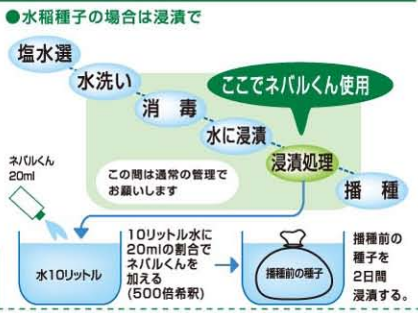 ●水稲種子の場合は浸漬で
塩水選
水洗い
消 毒
水に浸漬
ここでネバルくん使用
浸漬処理
播 種
この間は通常の管理で
お願いします
ネバルくん
20ml
水10リットル
10リットル水に
20mlの割合で
ネバルくんを
加える
(500倍希釈)
播種前の種子
播種前の
種子を
2日間
浸漬する。